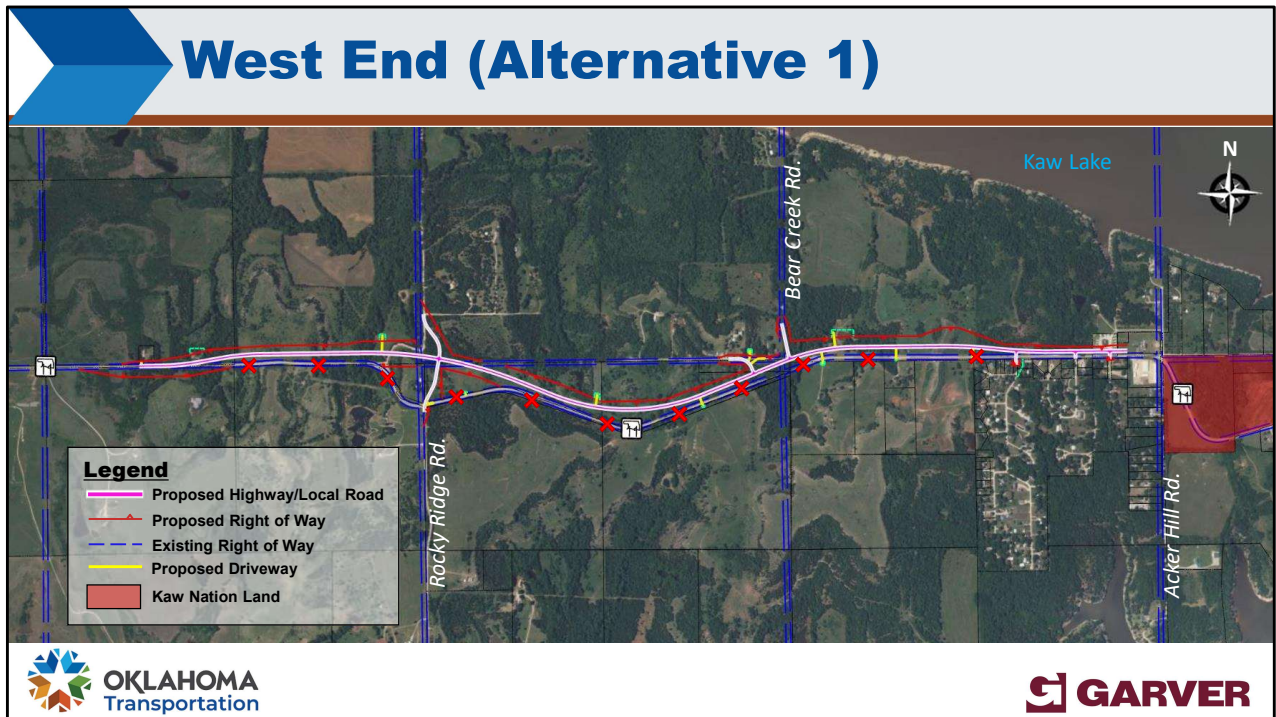 West End (Alternative 1)
Kaw Lake
N
Bear Creek Rd.
Rocky Ridge Rd.
Acker Hill Rd.
Legend
Proposed Highway/Local Road
Proposed Right of Way
Existing Right of Way
Proposed Driveway
Kaw Nation Land
OKLAHOMA
Transportation
GARVER